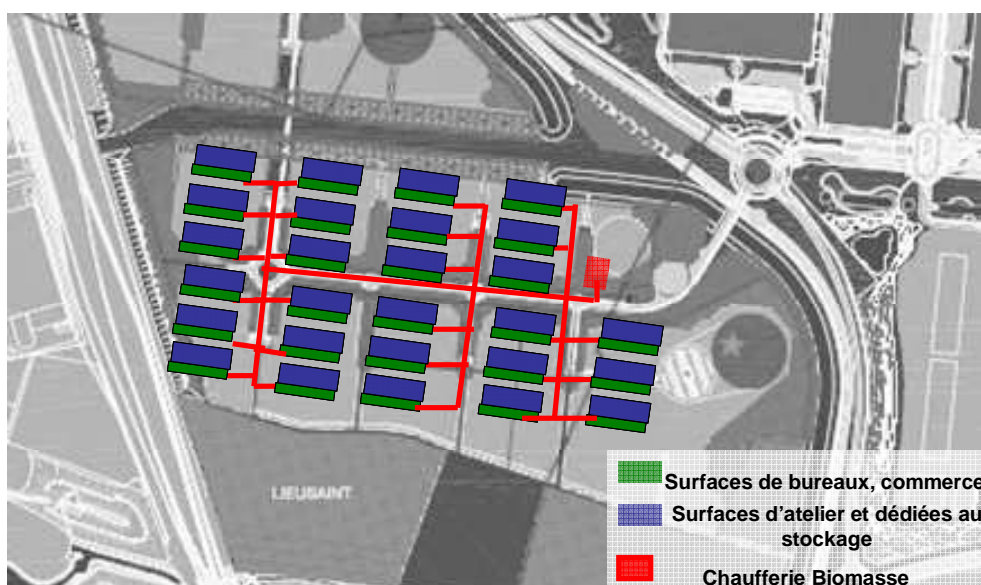 LIEUSAINT
Surfaces de bureaux, commerce
Surfaces d'atelier et dédiées au
stockage
Chaufferie Biomasse